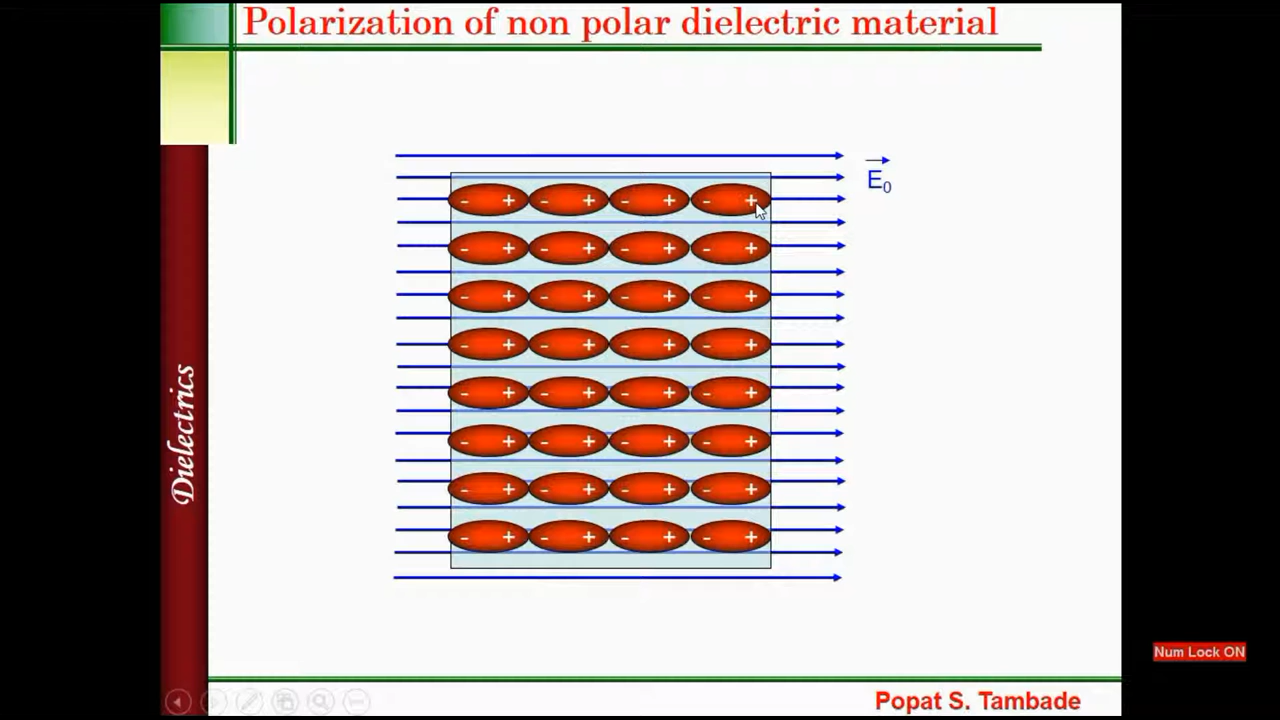 Polarization of non polar dielectric material
E0
- + - + - + - +
- + - + - + - +
- + - + - + - +
- + - + - + - +
- + - + - + - +
- + - + - + - +
- + - + - + - +
- + - + - + - +
Dielectrics
Num Lock ON
Popat S. Tambade